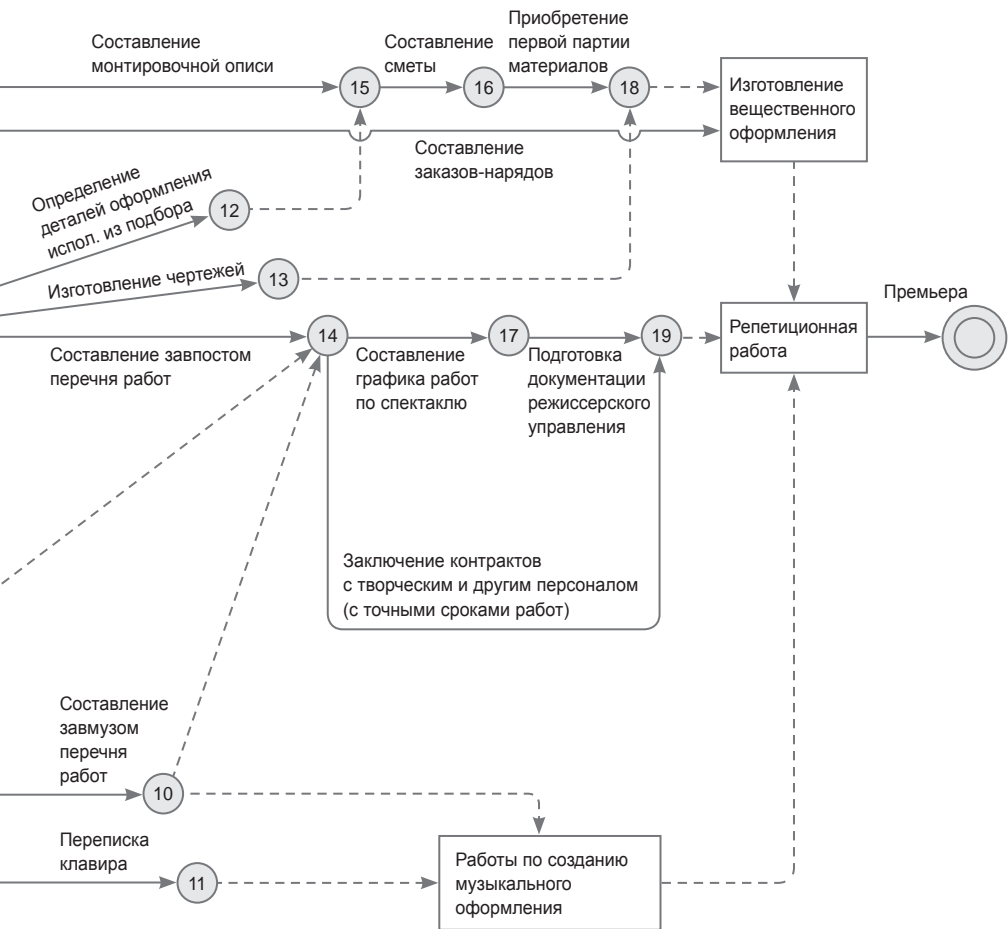 Составление
монтировочной описи
Составление
сметы
Приобретение
первой партии
материалов
15
16
18
Изготовление
вещественного
оформления
Составление
заказов-нарядов
Определение
деталей оформления
испол. из подбора
12
Изготовление чертежей
13
Составление завпостом
перечня работ
14
Составление
графика работ
по спектаклю
17
Подготовка
документации
режиссерского
управления
19
Репетиционная
работа
Премьера
Заключение контрактов
с творческим и другим персоналом
(с точными сроками работ)
Составление
завмузом
перечня
работ
10
Переписка
клавира
11
Работы по созданию
музыкального
оформления